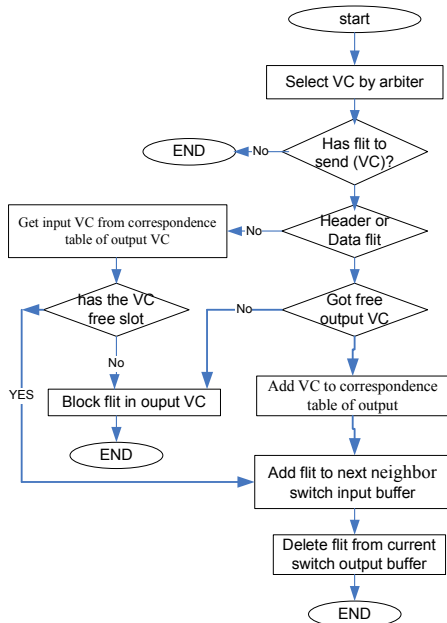 start
Select VC by arbiter
Has flit to
send (VC)?
No
END
Header or
Data flit
No
Get input VC from correspondence
table of output VC
has the VC
free slot
Got free
output VC
No
No
YES
Block flit in ouput VC
END
Add VC to correspondence
table of output
Add flit to next neighbor
switch input buffer
Delete flit from current
switch output buffer
END